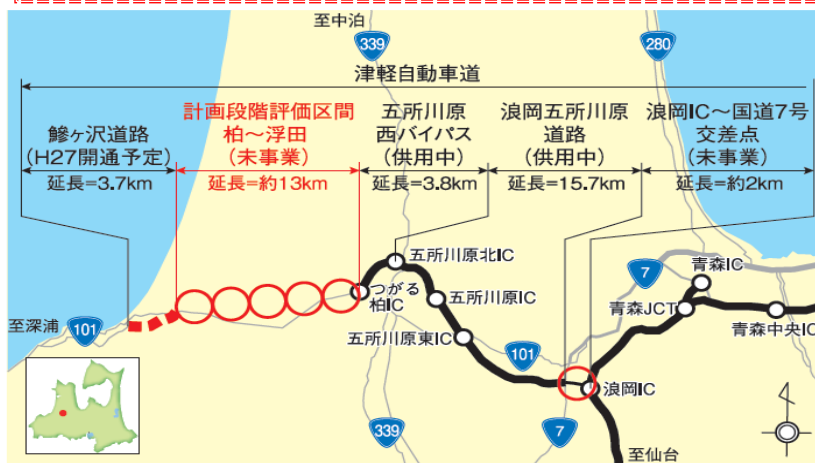 至中泊
339
280
津軽自動車道
鰺ヶ沢道路
(H27開通予定)
延長=3.7km
計画段階評価区間
柏～浮田
(未事業)
延長=約13km
五所川原
西バイパス
(供用中)
延長=3.8km
浪岡五所川原
道路
(供用中)
延長=15.7km
浪岡IC～国道7号
交差点
(未事業)
延長=約2km
五所川原北IC
つがる
柏IC
五所川原IC
五所川原東IC
7
青森IC
青森JCT
青森中央IC
至深浦
101
101
浪岡IC
339
7
至仙台